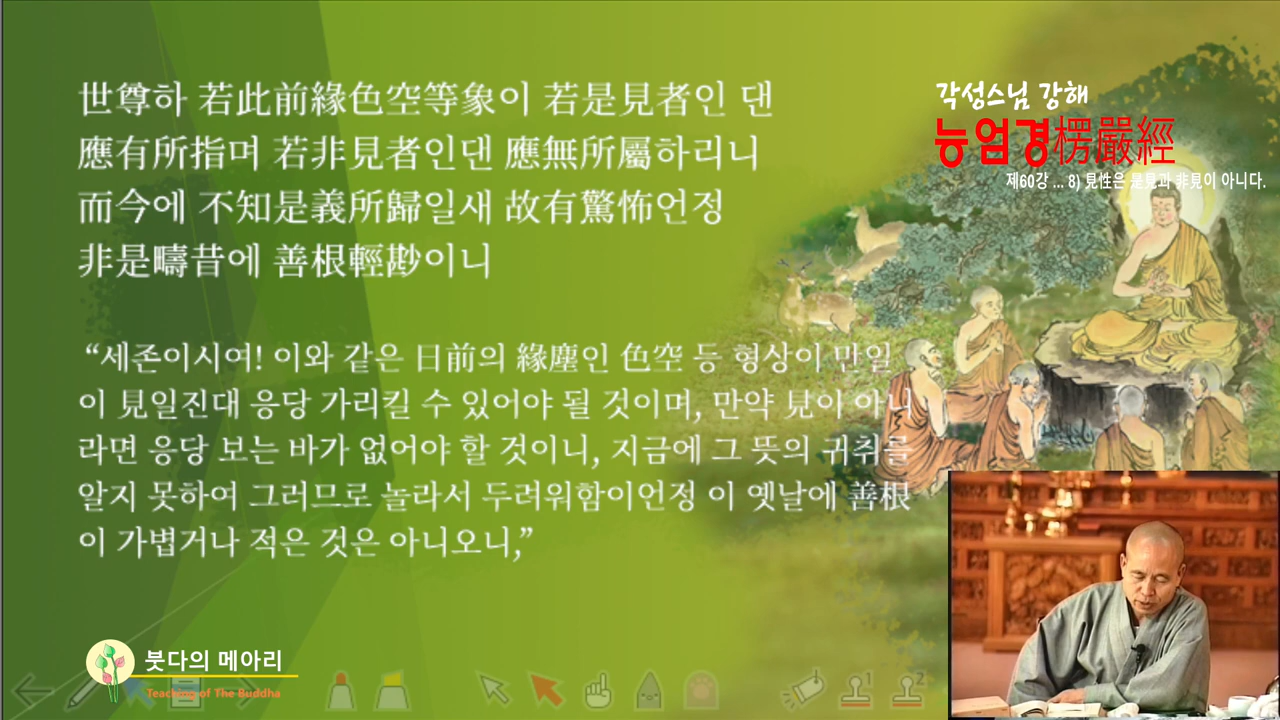 世尊하 若此前緣色空等象이 若是見者인 댄
應有所指며 若非見者인댄 應無所屬하리니
而今에 不知是義所歸일새 故有驚怖언정
非是疇昔에 善根輕尠이니
“세존이시여! 이와 같은 日前의 緣塵인 色空 등 형상이 만일
이 見일진대 응당 가리킬 수 있어야 될 것이며, 만약 見이 아니
라면 응당 보는 바가 없어야 할 것이니, 지금에 그 뜻의 귀취를
알지 못하여 그러므로 놀라서 두려워함이언정 이 옛날에 善根
이 가볍거나 적은 것은 아니오니,”
각성스님 강해
능엄경楞嚴經
제60강 ... 8) 見性은 是見과 非見이 아니다.
붓다의 메아리
Teaching of The Buddha
1
2